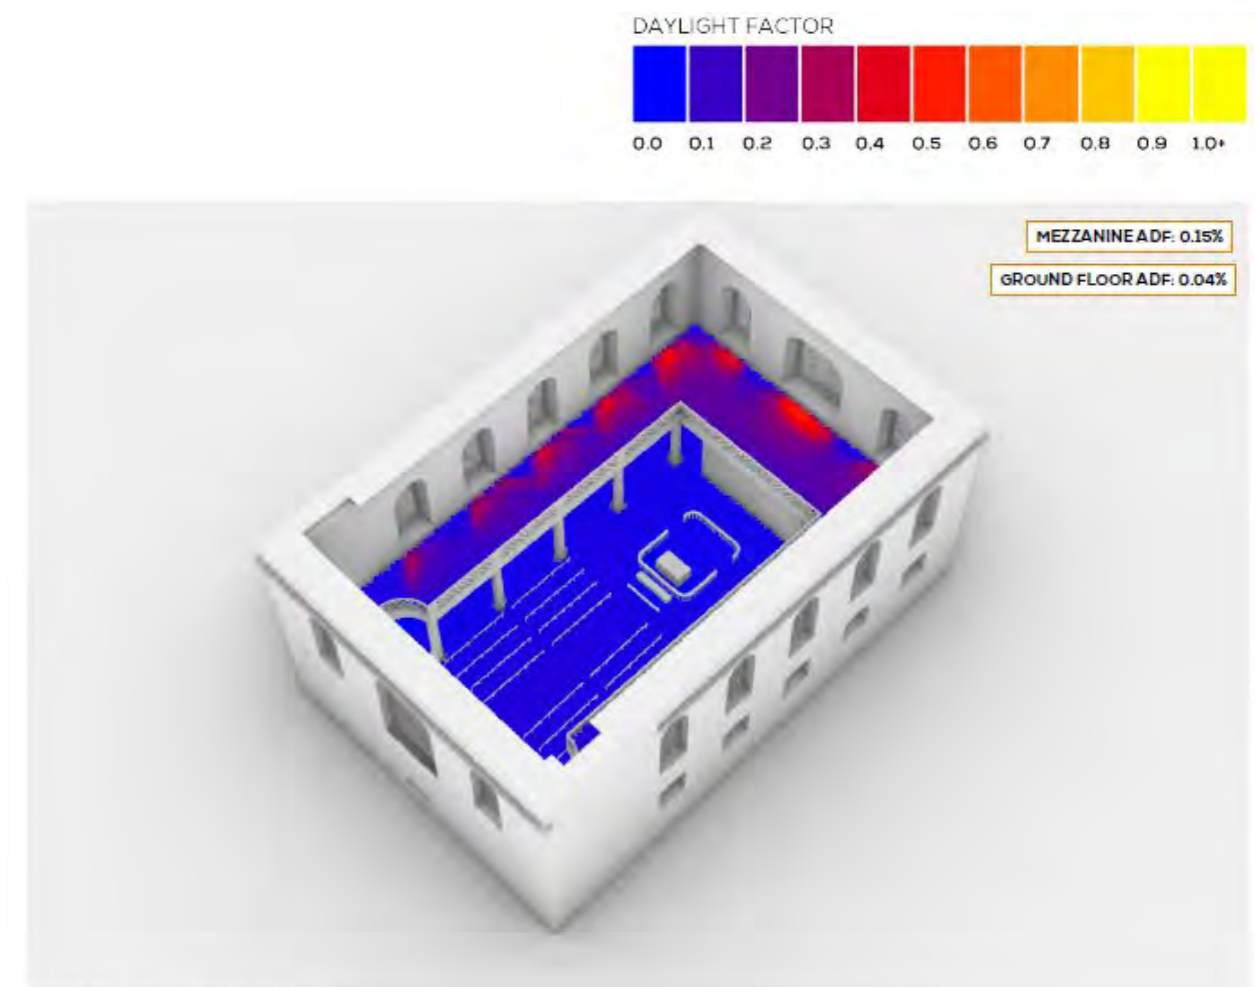 DAYLIGHT FACTOR
0.0 0.1 0.2 0.3 0.4 0.5 0.6 0.7 0.8 0.9 1.0+
MEZZANINE ADF: 0.15%
GROUND FLOOR ADF: 0.04%